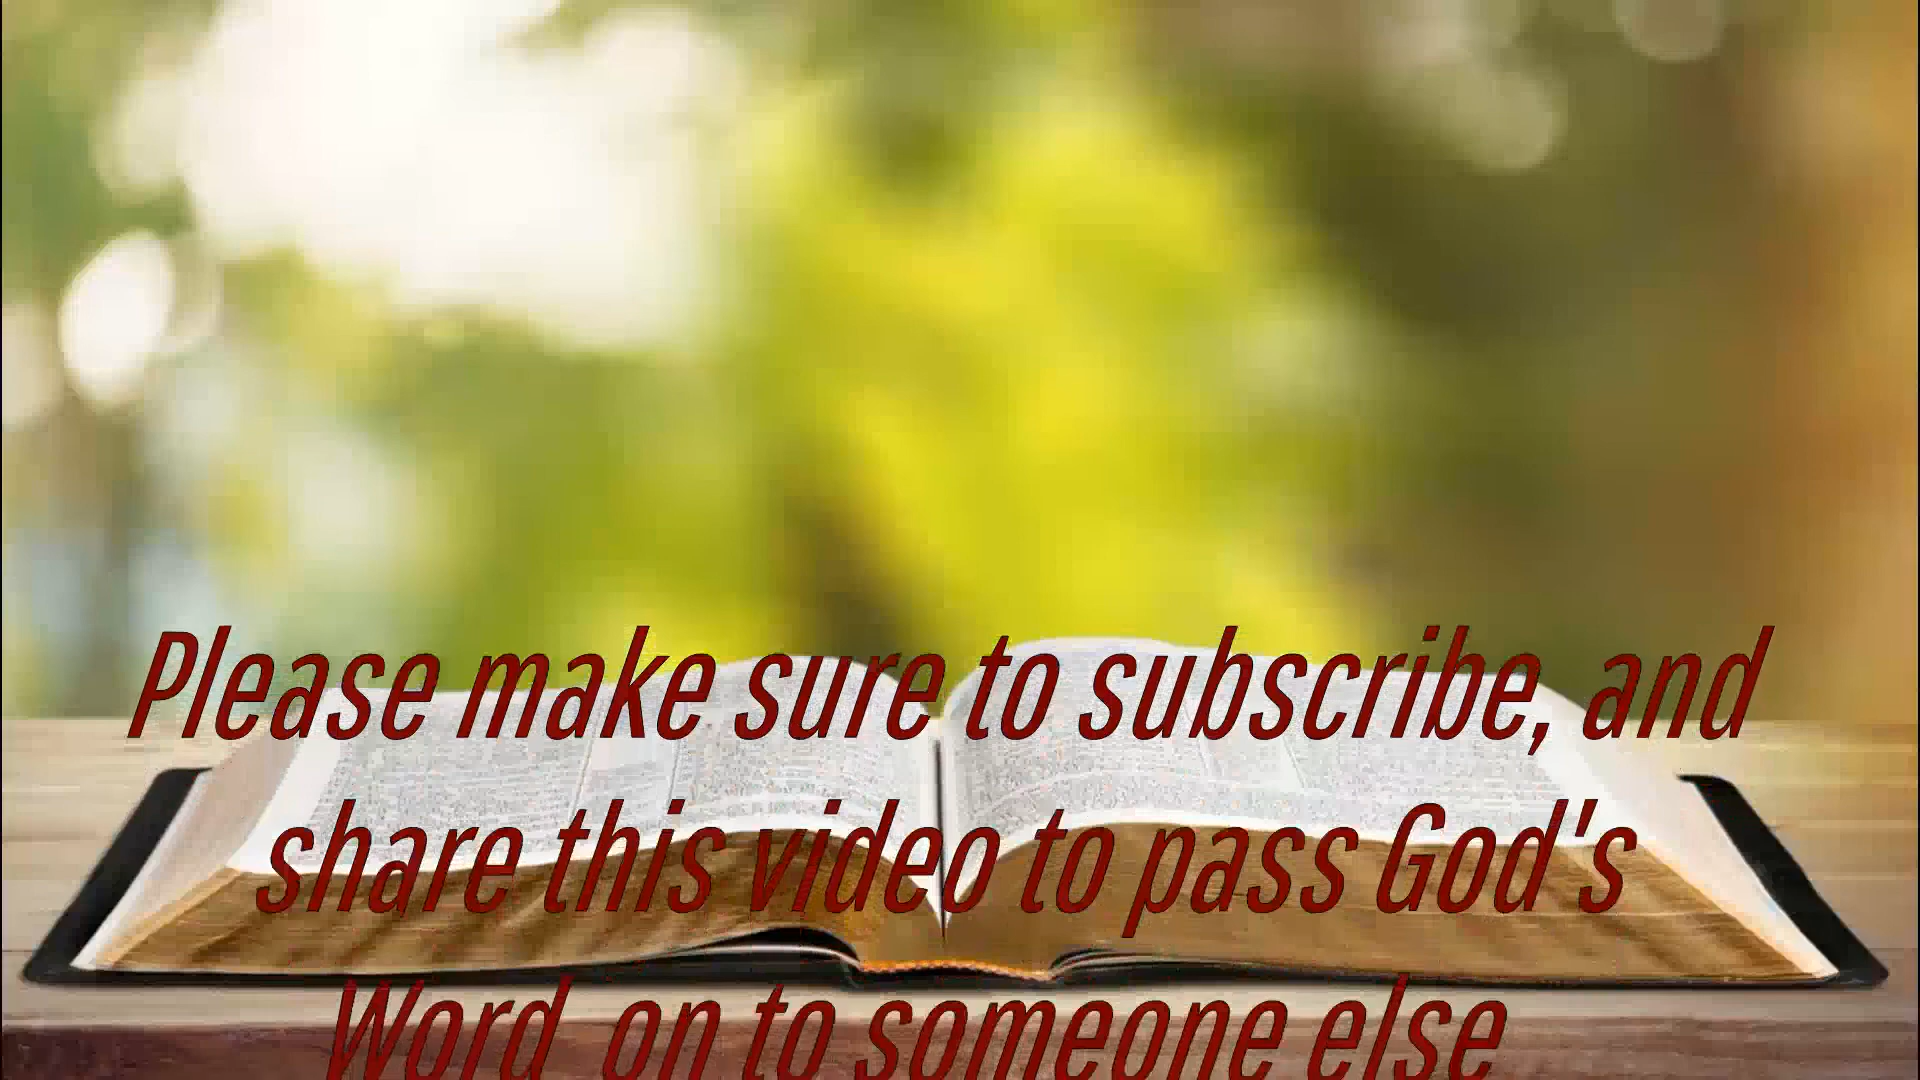 Please make sure to subscribe, and
share this video to pass God's
Word on to someone else